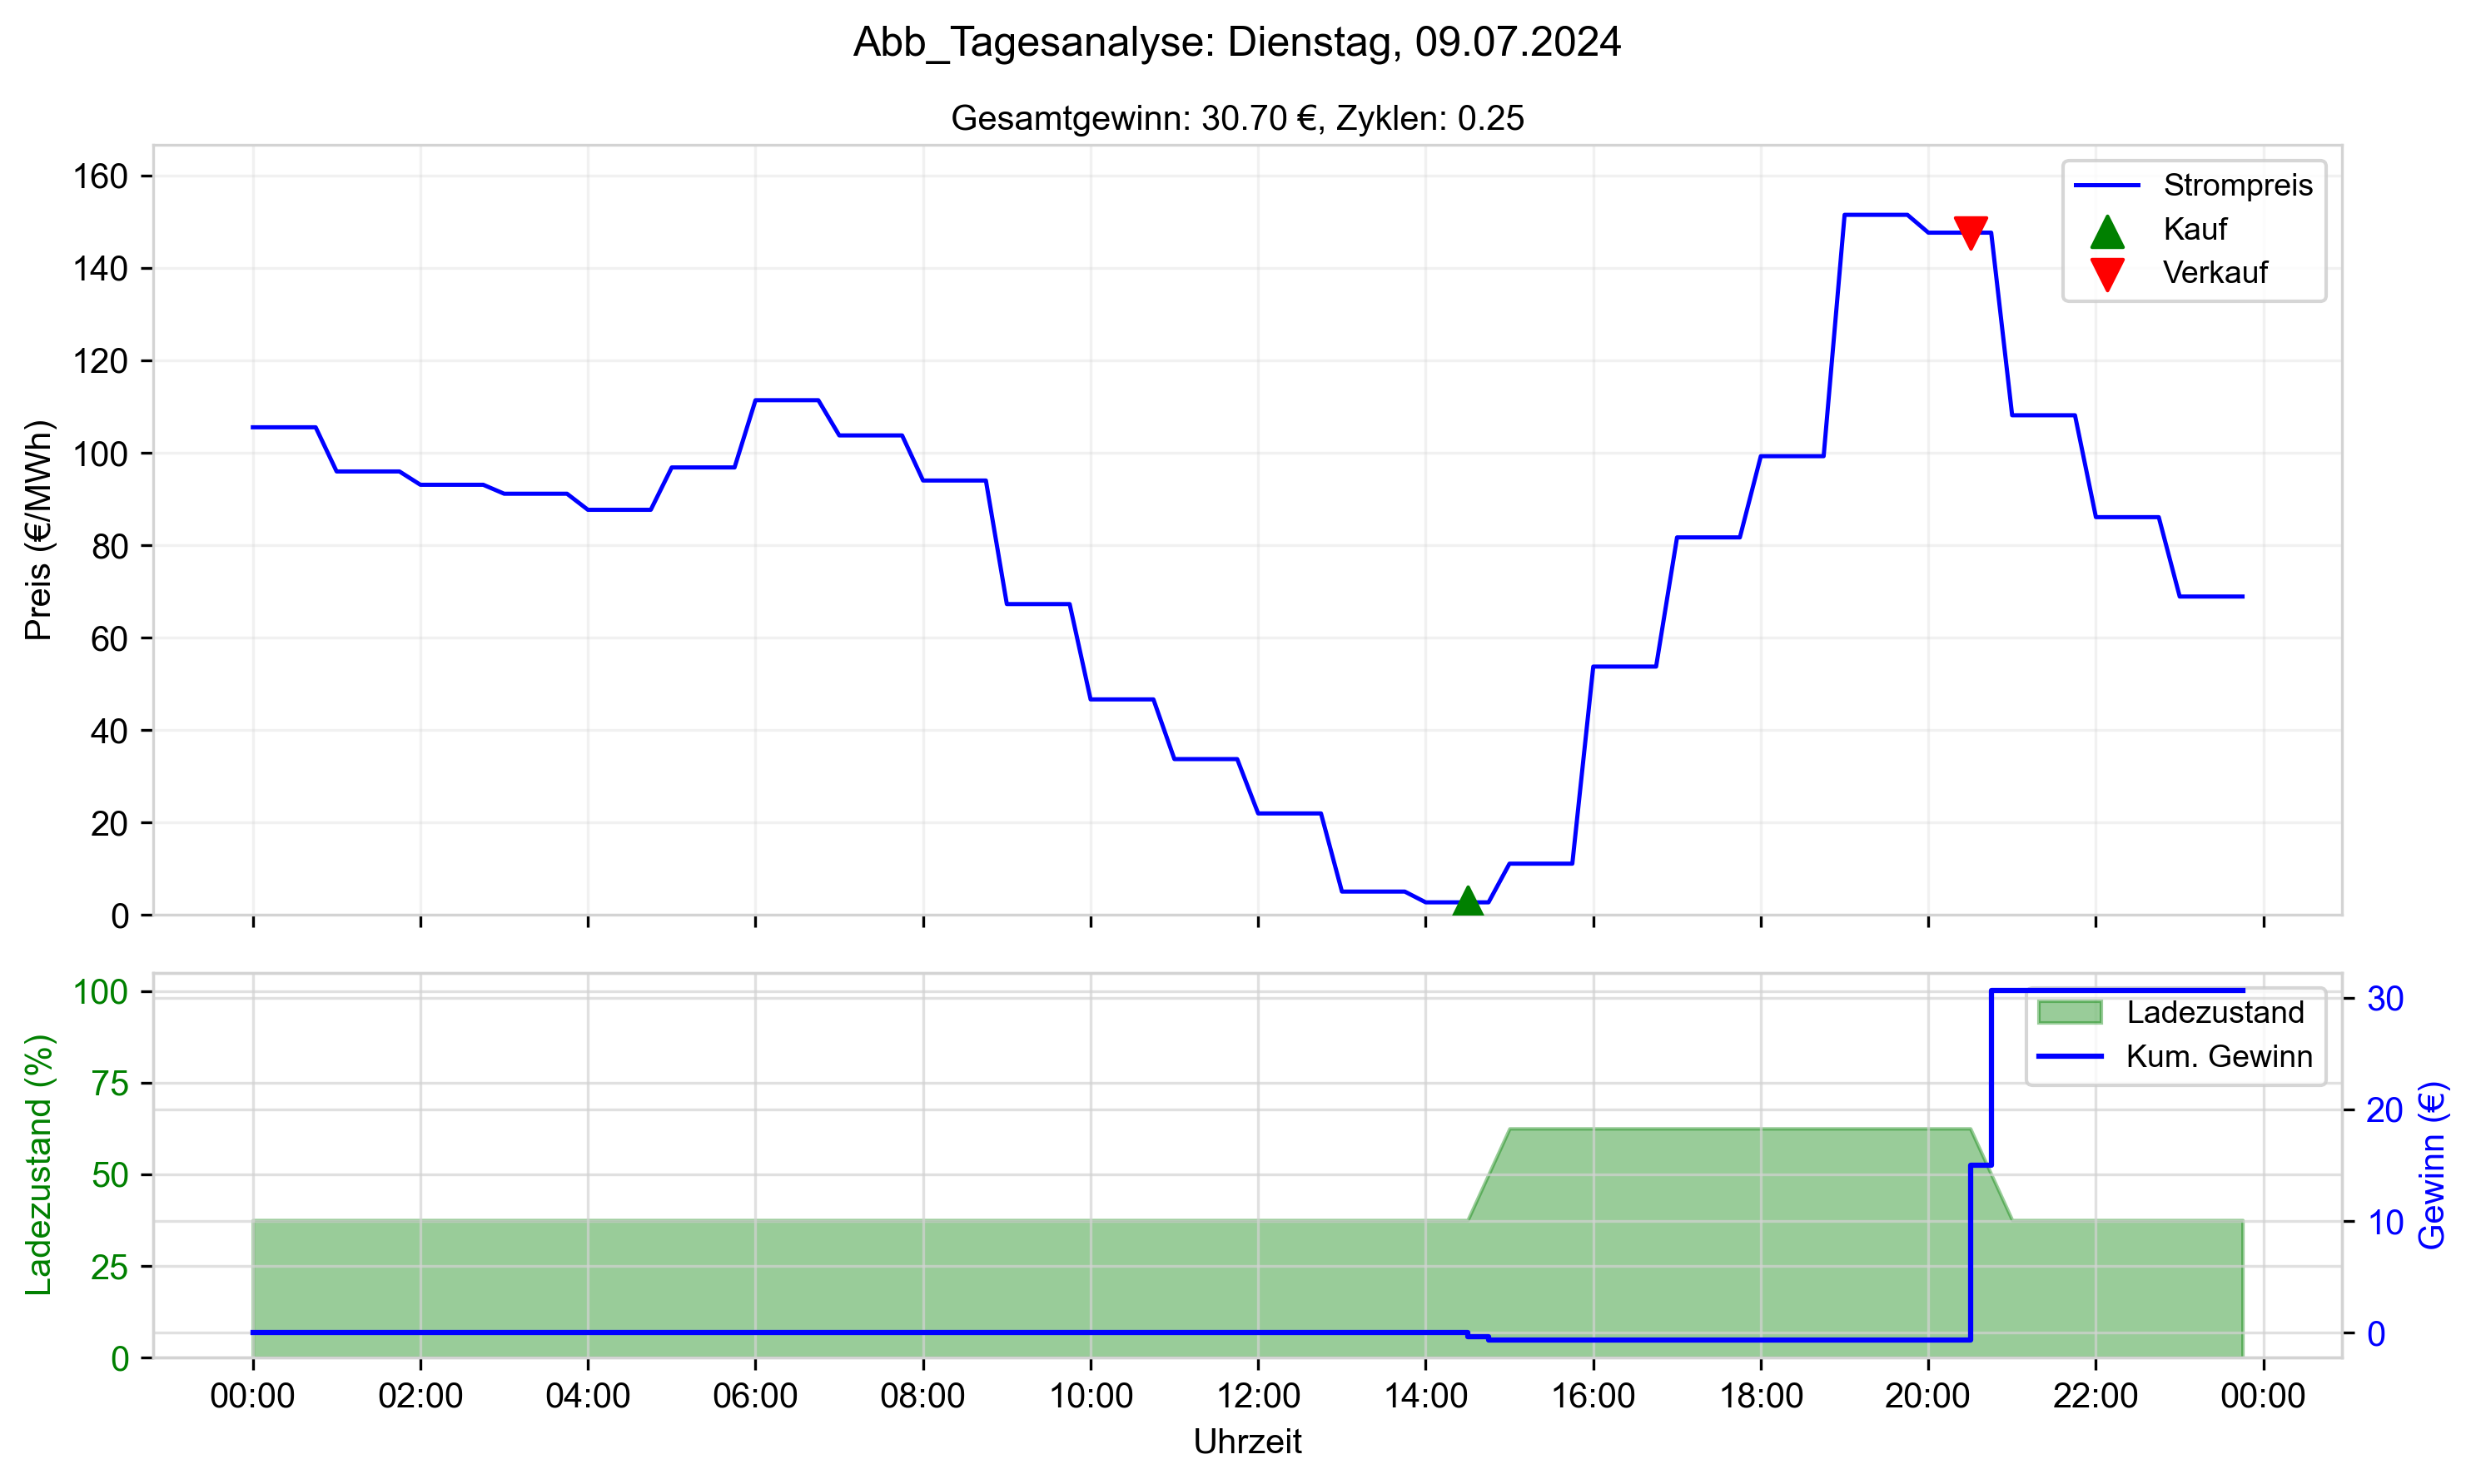 Abb_Tagesanalyse: Dienstag, 09.07.2024
Gesamtgewinn: 30.70 €, Zyklen: 0.25
Preis (€/MWh)
160
140
120
100
80
60
40
20
0
Strompreis
Kauf
Verkauf
Ladezustand (%)
100
75
50
25
0
Ladezustand
Kum. Gewinn
30
20
10
0
Gewinn (€)
00:00 02:00 04:00 06:00 08:00 10:00 12:00 14:00 16:00 18:00 20:00 22:00 00:00
Uhrzeit